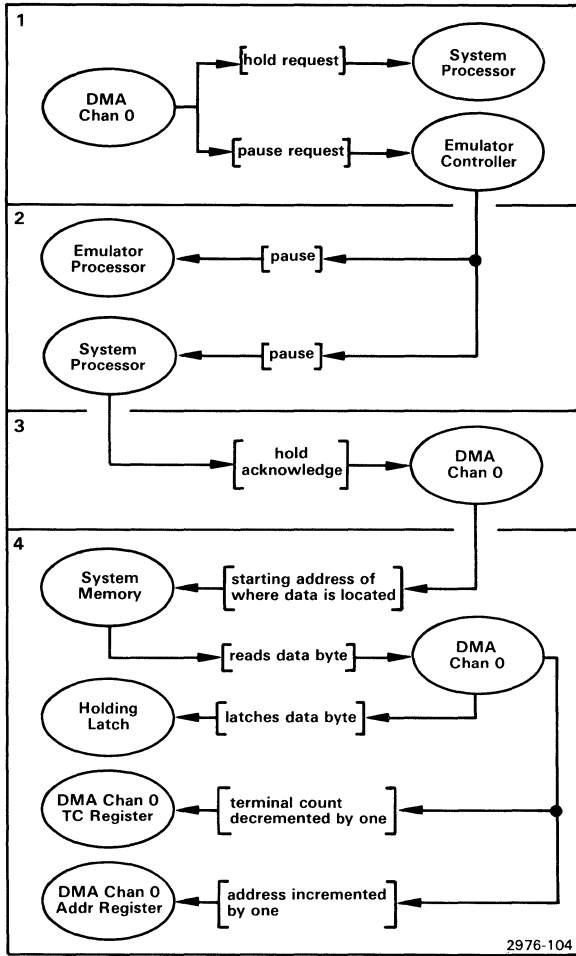 1
DMA
Chan 0
[hold request]
System
Processor
[pause request]
Emulator
Controller
2
Emulator
Processor
[pause]
System
Processor
[pause]
3
[hold
acknowledge]
DMA
Chan 0
4
System
Memory
[starting address of
where data is located]
[reads data byte]
DMA
Chan 0
Holding
Latch
[latches data byte]
DMA Chan 0
TC Register
[terminal count
decremented by one]
DMA Chan 0
Addr Register
[address incremented
by one]
2976-104